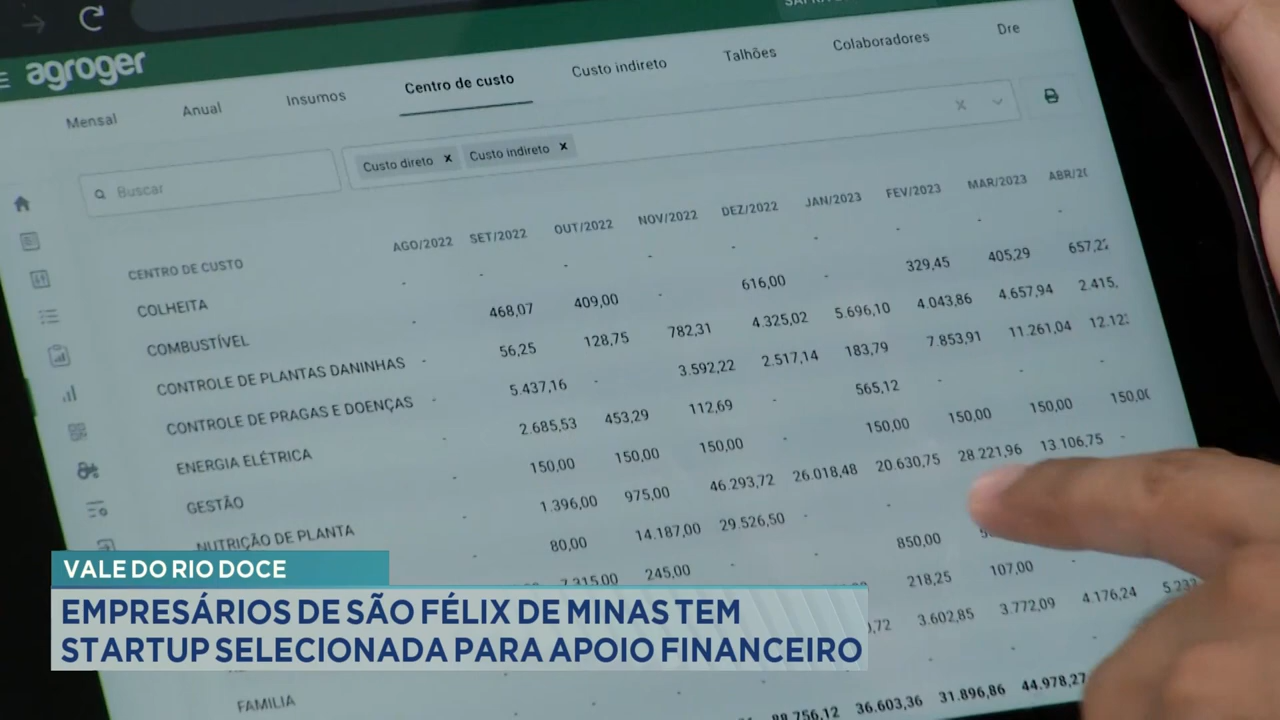 agroger
Mensal Anual Insumos Centro de custo Custo indireto Talhões Colaboradores Dre
Buscar Custo direto × Custo indireto ×
CENTRO DE CUSTO AGO/2022 SET/2022 OUT/2022 NOV/2022 DEZ/2022 JAN/2023 FEV/2023 MAR/2023
COLHEITA - - - - - - - - -
COMBUSTÍVEL - 468,07 409,00 - 616,00 - 329,45 405,29
CONTROLE DE PLANTAS DANINHAS - 56,25 128,75 782,31 4.325,02 5.696,10 4.043,86 4.657,94
CONTROLE DE PRAGAS E DOENÇAS - 5.437,16 - 3.592,22 2.517,14 183,79 7.853,91 11.261,04
ENERGIA ELÉTRICA - 2.685,53 453,29 112,69 - 565,12 - - -
GESTÃO - 150,00 150,00 150,00 - 150,00 150,00 150,00
NUTRIÇÃO DE PLANTA - 1.396,00 975,00 46.293,72 26.018,48 20.630,75 28.221,96 13.106,75 -
80,00 14.187,00 29.526,50 - -
7.315,00 245,00 850,00
218,25 107,00 -
3.602,85 3.772,09 4.176,24
FAMILIA
36.603,36 31.896,86
VALE DO RIO DOCE
EMPRESÁRIOS DE SÃO FÉLIX DE MINAS TEM
STARTUP SELECIONADA PARA APOIO FINANCEIRO